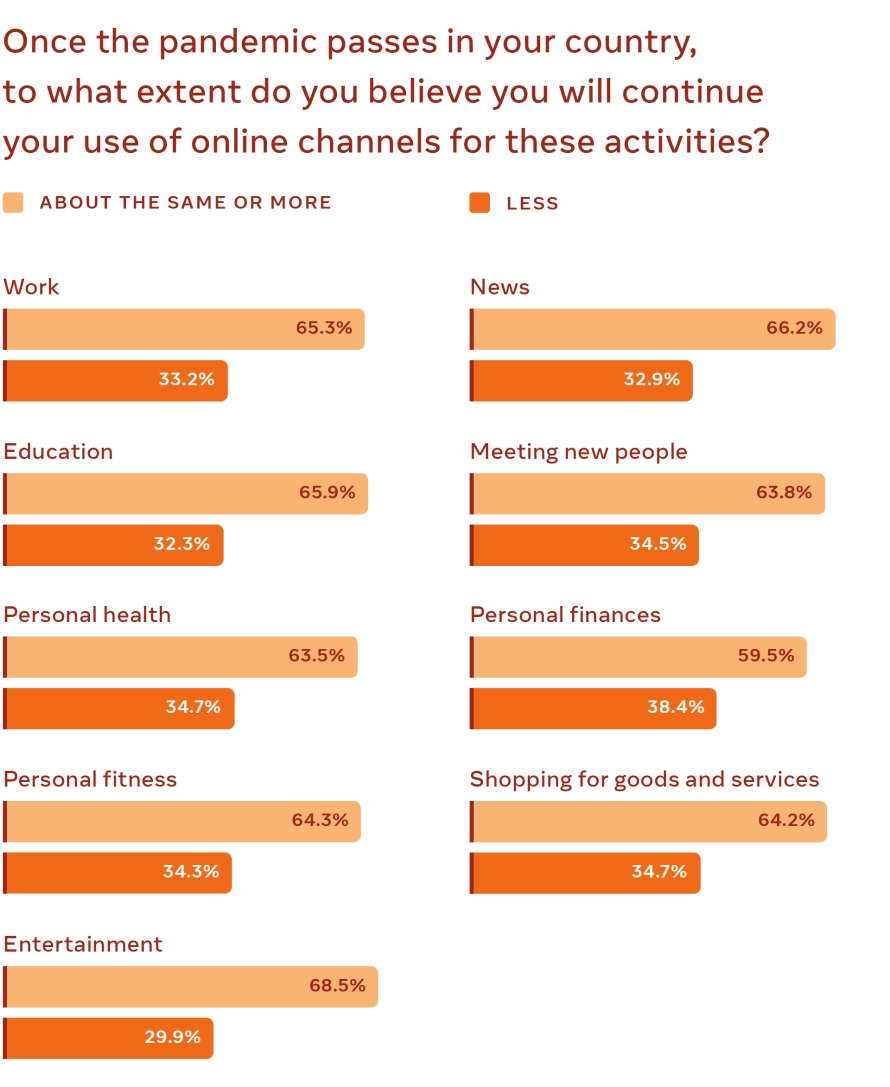 Once the pandemic passes in your country,
to what extent do you believe you will continue
your use of online channels for these activities?
ABOUT THE SAME OR MORE
LESS
Work
65.3%
33.2%
Education
65.9%
32.3%
Personal health
63.5%
34.7%
Personal fitness
64.3%
34.3%
Entertainment
68.5%
29.9%
News
66.2%
32.9%
Meeting new people
63.8%
34.5%
Personal finances
59.5%
38.4%
Shopping for goods and services
64.2%
34.7%